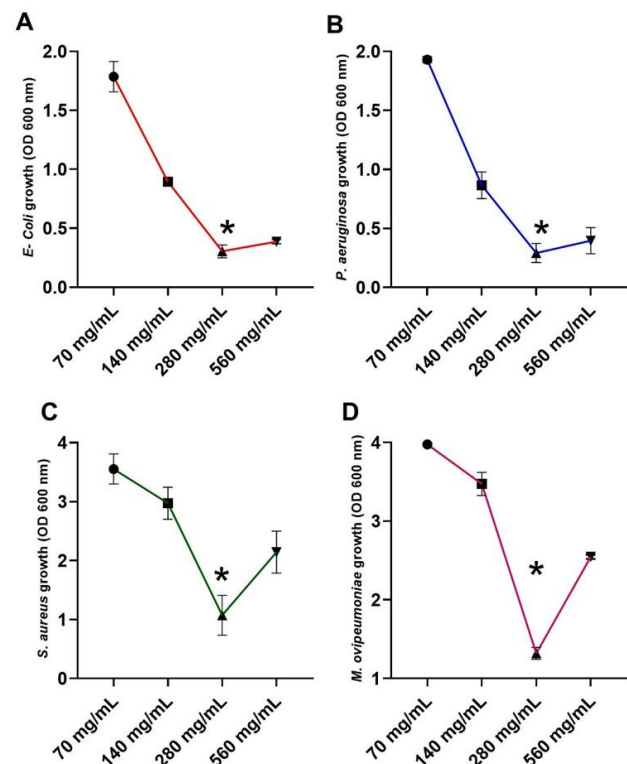 A
E- Coli growth (OD 600 nm)
2.0
1.5
1.0
0.5
0.0
*
70 mg/mL
140 mg/mL
280 mg/mL
560 mg/mL
B
P. aeruginosa growth (OD 600 nm)
2.0
1.5
1.0
0.5
0.0
*
70 mg/mL
140 mg/mL
280 mg/mL
560 mg/mL
C
S. aureus growth (OD 600 nm)
4
3
2
1
0
*
70 mg/mL
140 mg/mL
280 mg/mL
560 mg/mL
D
M. ovipeumoniae growth (OD 600 nm)
4
3
2
1
*
70 mg/mL
140 mg/mL
280 mg/mL
560 mg/mL